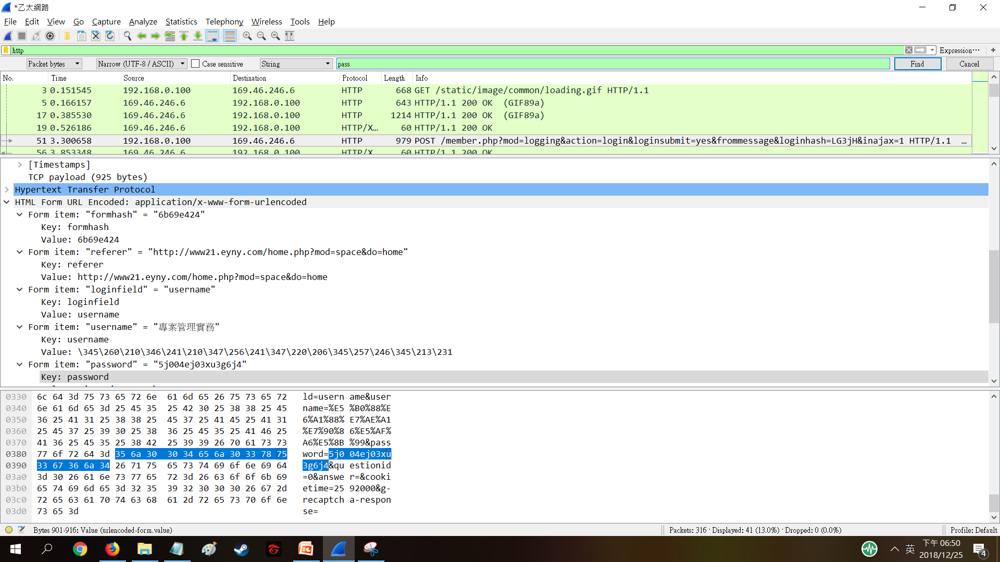 *乙太網路
File Edit View Go Capture Analyze Statistics Telephony Wireless Tools Help
http
Expression…
+
Packet bytes
Narrow (UTF-8 / ASCII)
Case sensitive
String
pass
Find
Cancel
No. Time Source Destination Protocol Length Info
3 0.151545 192.168.0.100 169.46.246.6 HTTP 668 GET /static/image/common/loading.gif HTTP/1.1
5 0.166157 169.46.246.6 192.168.0.100 HTTP 643 HTTP/1.1 200 OK (GIF89a)
17 0.385530 169.46.246.6 192.168.0.100 HTTP 1214 HTTP/1.1 200 OK (GIF89a)
19 0.526186 169.46.246.6 192.168.0.100 HTTP/X… 60 HTTP/1.1 200 OK
51 3.300658 192.168.0.100 169.46.246.6 HTTP 979 POST /member.php?mod=logging&action=login&loginsubmit=yes&frommessage&loginhash=LG3jH&inajax=1 HTTP/1.1 …
56 3.853348 169.46.246.6 192.168.0.100 HTTP/X 60 HTTP/1.1 200 OK
[Timestamps]
TCP payload (925 bytes)
Hypertext Transfer Protocol
HTML Form URL Encoded: application/x-www-form-urlencoded
Form item: "formhash" = "6b69e424"
Key: formhash
Value: 6b69e424
Form item: "referer" = "http://www21.eyny.com/home.php?mod=space&do=home"
Key: referer
Value: http://www21.eyny.com/home.php?mod=space&do=home
Form item: "loginfield" = "username"
Key: loginfield
Value: username
Form item: "username" = "專案管理實務"
Key: username
Value: \345\260\210\346\241\210\347\256\241\347\220\206\345\257\246\345\213\231
Form item: "password" = "5j004ej03xu3g6j4"
Key: password
0330 6c 64 3d 75 73 65 72 6e 61 6d 65 26 75 73 65 72 ld=usern ame&user
0340 6e 61 6d 65 3d 25 45 35 25 42 30 25 38 38 25 45 name=%E5 %B0%88%E
0350 36 25 41 31 25 38 38 25 45 37 25 41 45 25 41 31 6%A1%88% E7%AE%A1
0360 25 45 37 25 39 30 25 38 36 25 45 35 25 41 46 25 %E7%90%8 6%E5%AF%
0370 41 36 25 45 35 25 38 42 25 39 39 26 70 61 73 73 A6%E5%8B %99&pass
0380 77 6f 72 64 3d 35 6a 30 30 34 65 6a 30 33 78 75 word=5j0 04ej03xu
0390 33 67 36 6a 34 26 71 75 65 73 74 69 6f 6e 69 64 3g6j4&qu estionid
03a0 3d 30 26 61 6e 73 77 65 72 3d 26 63 6f 6f 6b 69 =0&answe r=&cooki
03b0 65 74 69 6d 65 3d 32 35 39 32 30 30 30 26 67 2d etime=25 92000&g-
03c0 72 65 63 61 70 74 63 68 61 2d 72 65 73 70 6f 6e recaptch a-respon
03d0 73 65 3d se=
Bytes 901-916: Value (urlencoded-form.value)
Packets: 316 · Displayed: 41 (13.0%) · Dropped: 0 (0.0%)
Profile: Default
英
下午 06:50
2018/12/25
4